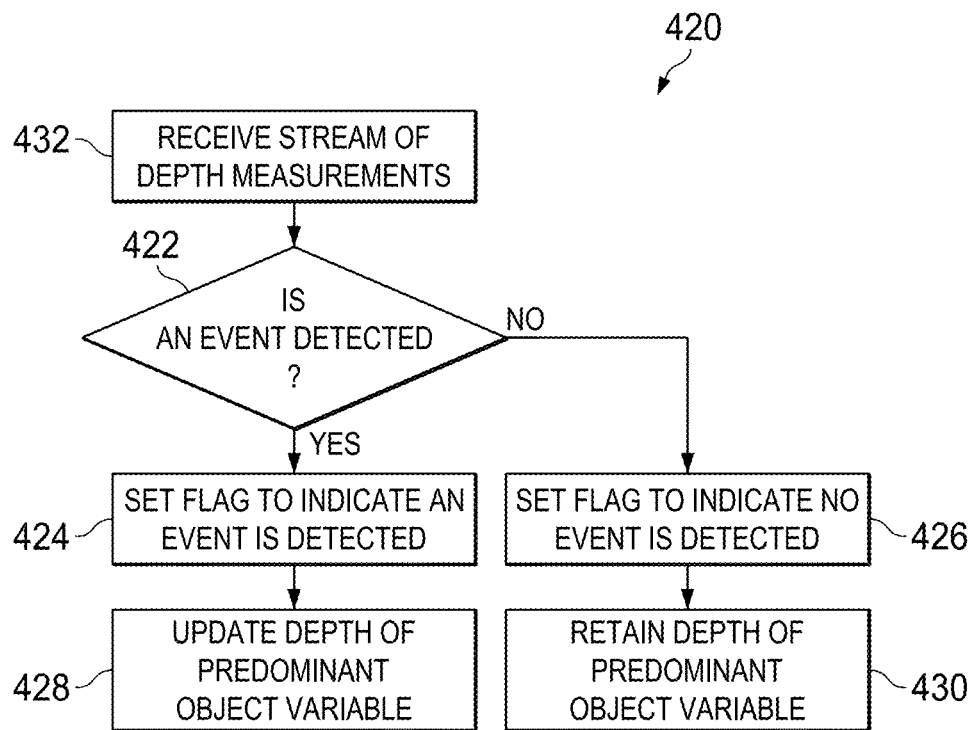 420
432
RECEIVE STREAM OF
DEPTH MEASUREMENTS
422
IS
AN EVENT DETECTED
?
NO
YES
424
SET FLAG TO INDICATE AN
EVENT IS DETECTED
SET FLAG TO INDICATE NO
EVENT IS DETECTED
426
428
UPDATE DEPTH OF
PREDOMINANT
OBJECT VARIABLE
RETAIN DEPTH OF
PREDOMINANT
OBJECT VARIABLE
430